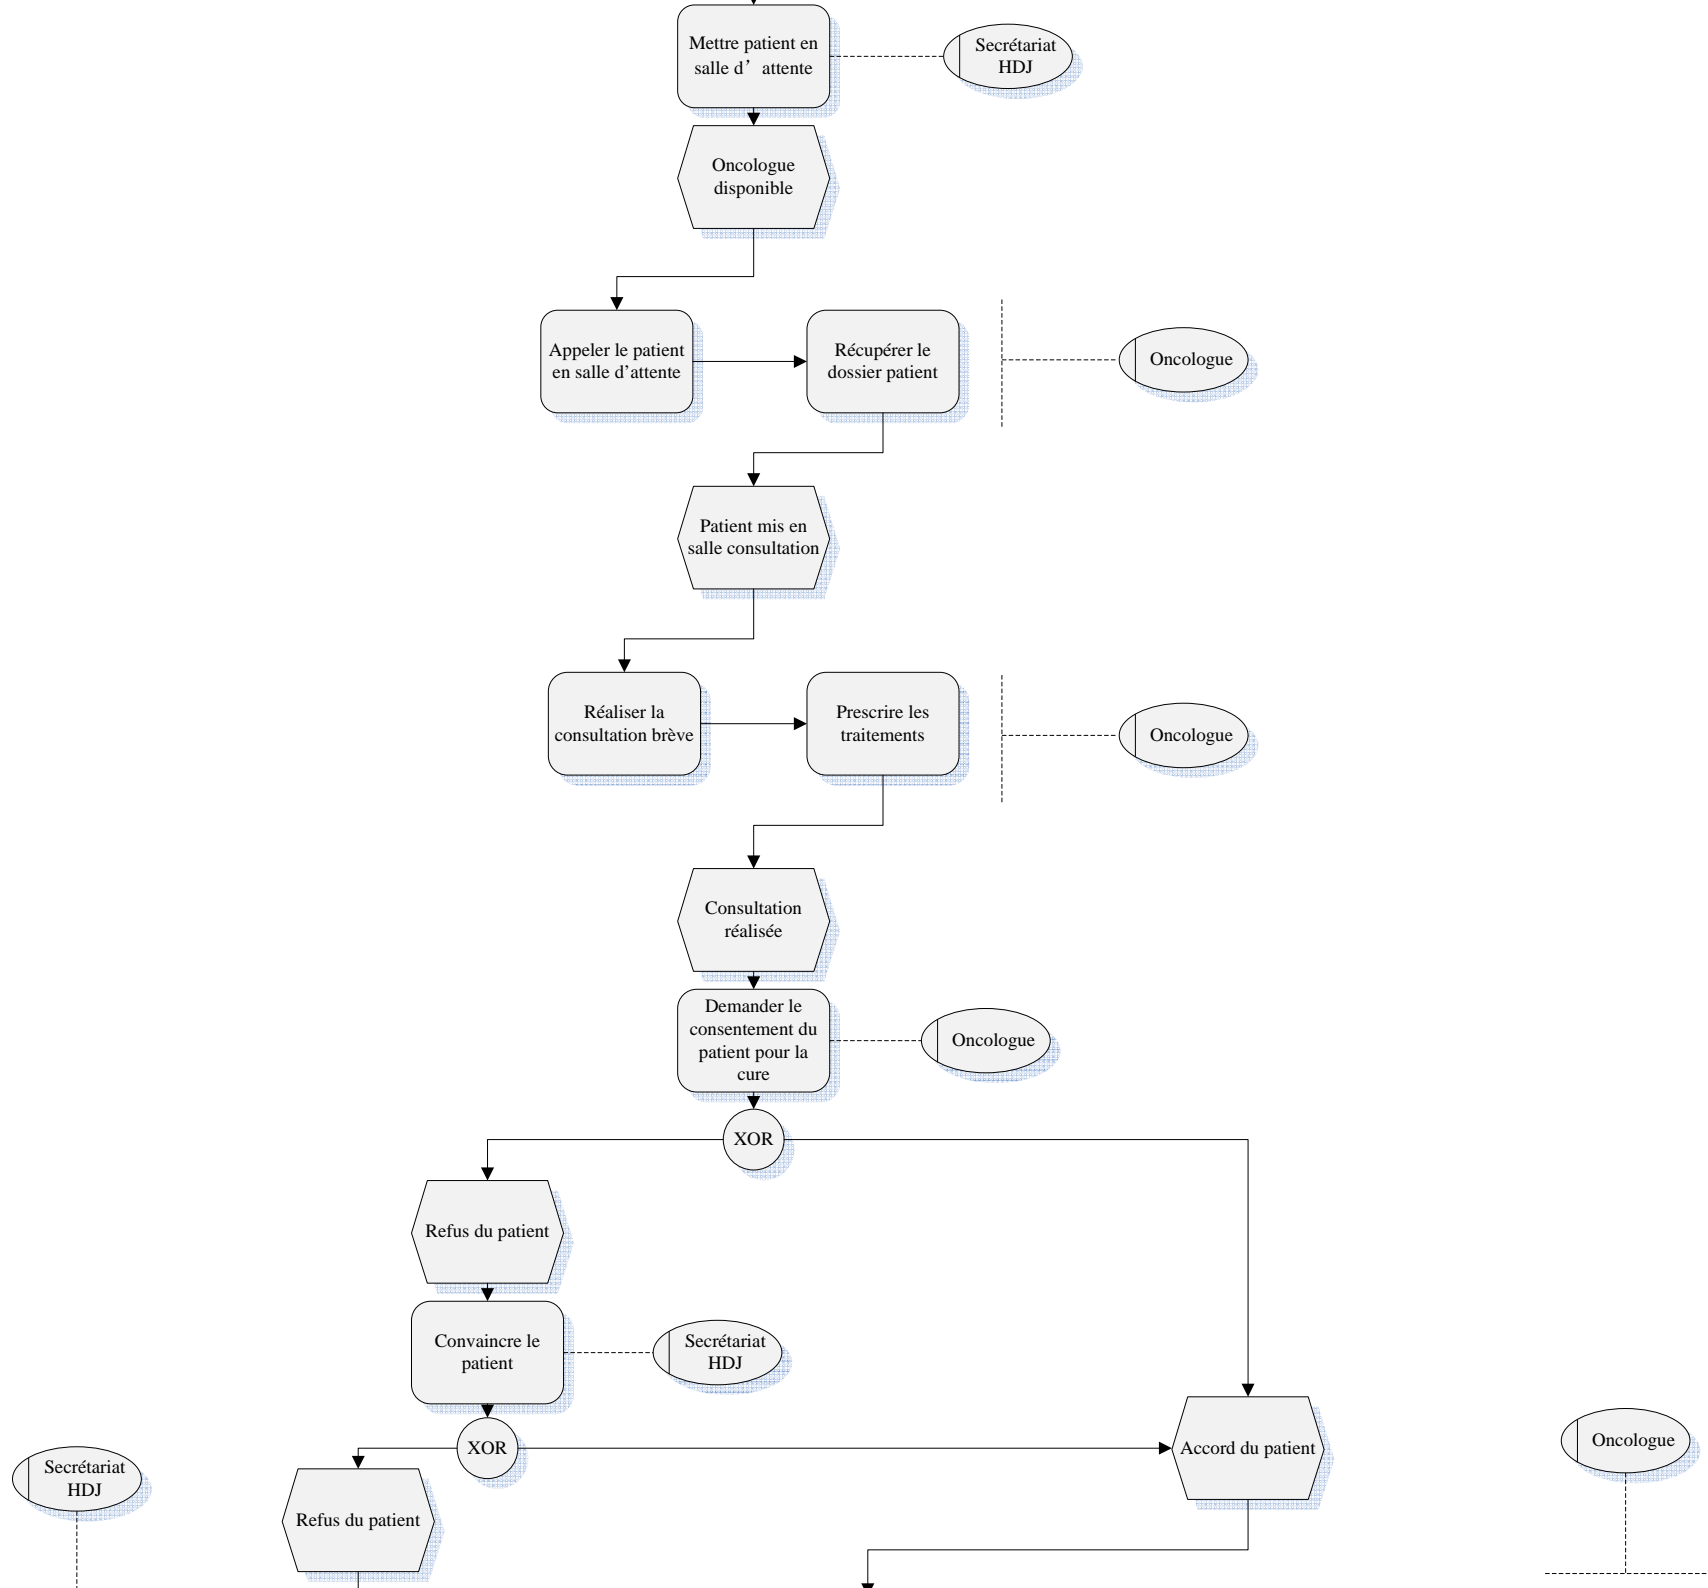 Mettre patient en
salle d’ attente
Secrétariat
HDJ
Oncologue
disponible
Appeler le patient
en salle d'attente
Récupérer le
dossier patient
Oncologue
Patient mis en
salle consultation
Réaliser la
consultation brève
Prescrire les
traitements
Oncologue
Consultation
réalisée
Demander le
consentement du
patient pour la
cure
Oncologue
XOR
Refus du patient
Convaincre le
patient
Secrétariat
HDJ
XOR
Accord du patient
Oncologue
Secrétariat
HDJ
Refus du patient